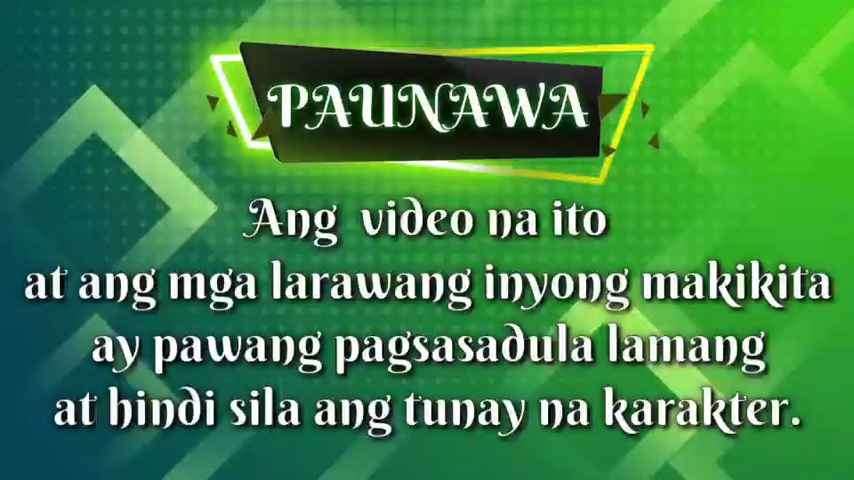 PAUNAWA
Ang video na ito
at ang mga larawang inyong makikita
ay pawang pagsasadula lamang
at hindi sila ang tunay na karakter.